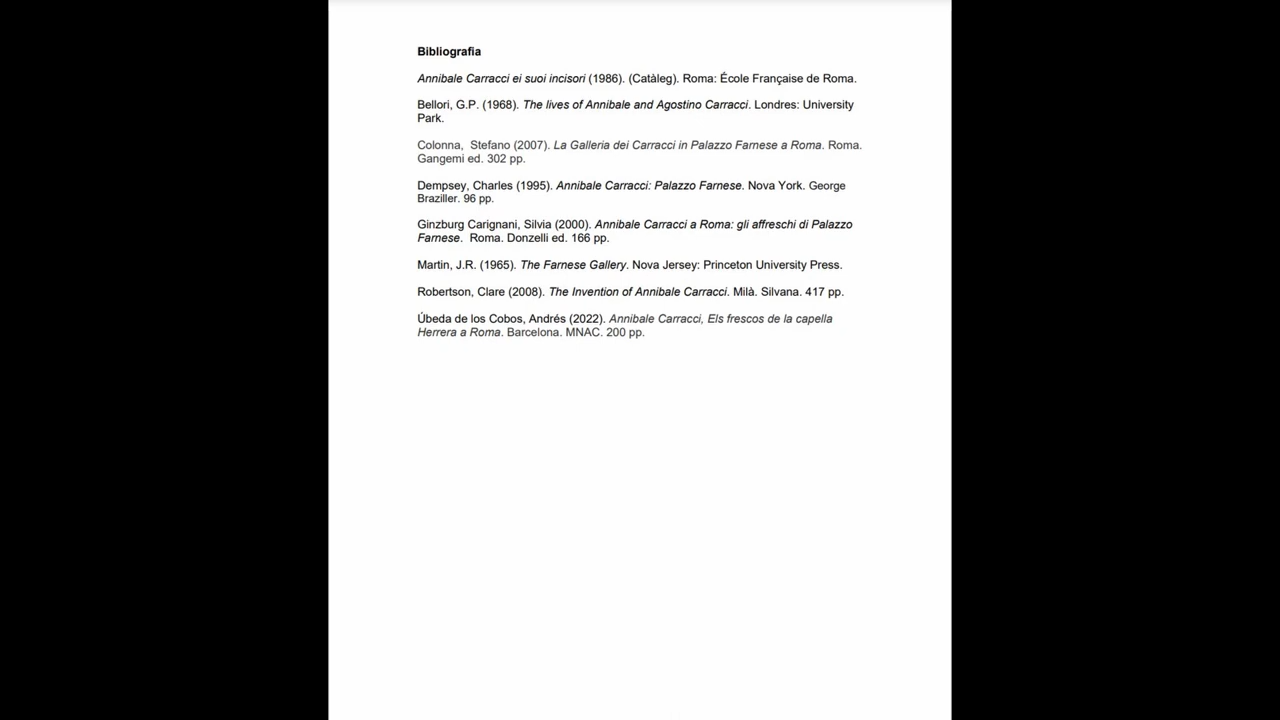 Bibliografia
Annibale Carracci ei suoi incisori (1986). (Catàleg). Roma: École Française de Roma.
Bellori, G.P. (1968). The lives of Annibale and Agostino Carracci. Londres: University
Park.
Colonna,  Stefano (2007). La Galleria dei Carracci in Palazzo Farnese a Roma. Roma.
Gangemi ed. 302 pp.
Dempsey, Charles (1995). Annibale Carracci: Palazzo Farnese. Nova York. George
Braziller. 96 pp.
Ginzburg Carignani, Silvia (2000). Annibale Carracci a Roma: gli affreschi di Palazzo
Farnese.  Roma. Donzelli ed. 166 pp.
Martin, J.R. (1965). The Farnese Gallery. Nova Jersey: Princeton University Press.
Robertson, Clare (2008). The Invention of Annibale Carracci. Milà. Silvana. 417 pp.
Úbeda de los Cobos, Andrés (2022). Annibale Carracci, Els frescos de la capella
Herrera a Roma. Barcelona. MNAC. 200 pp.